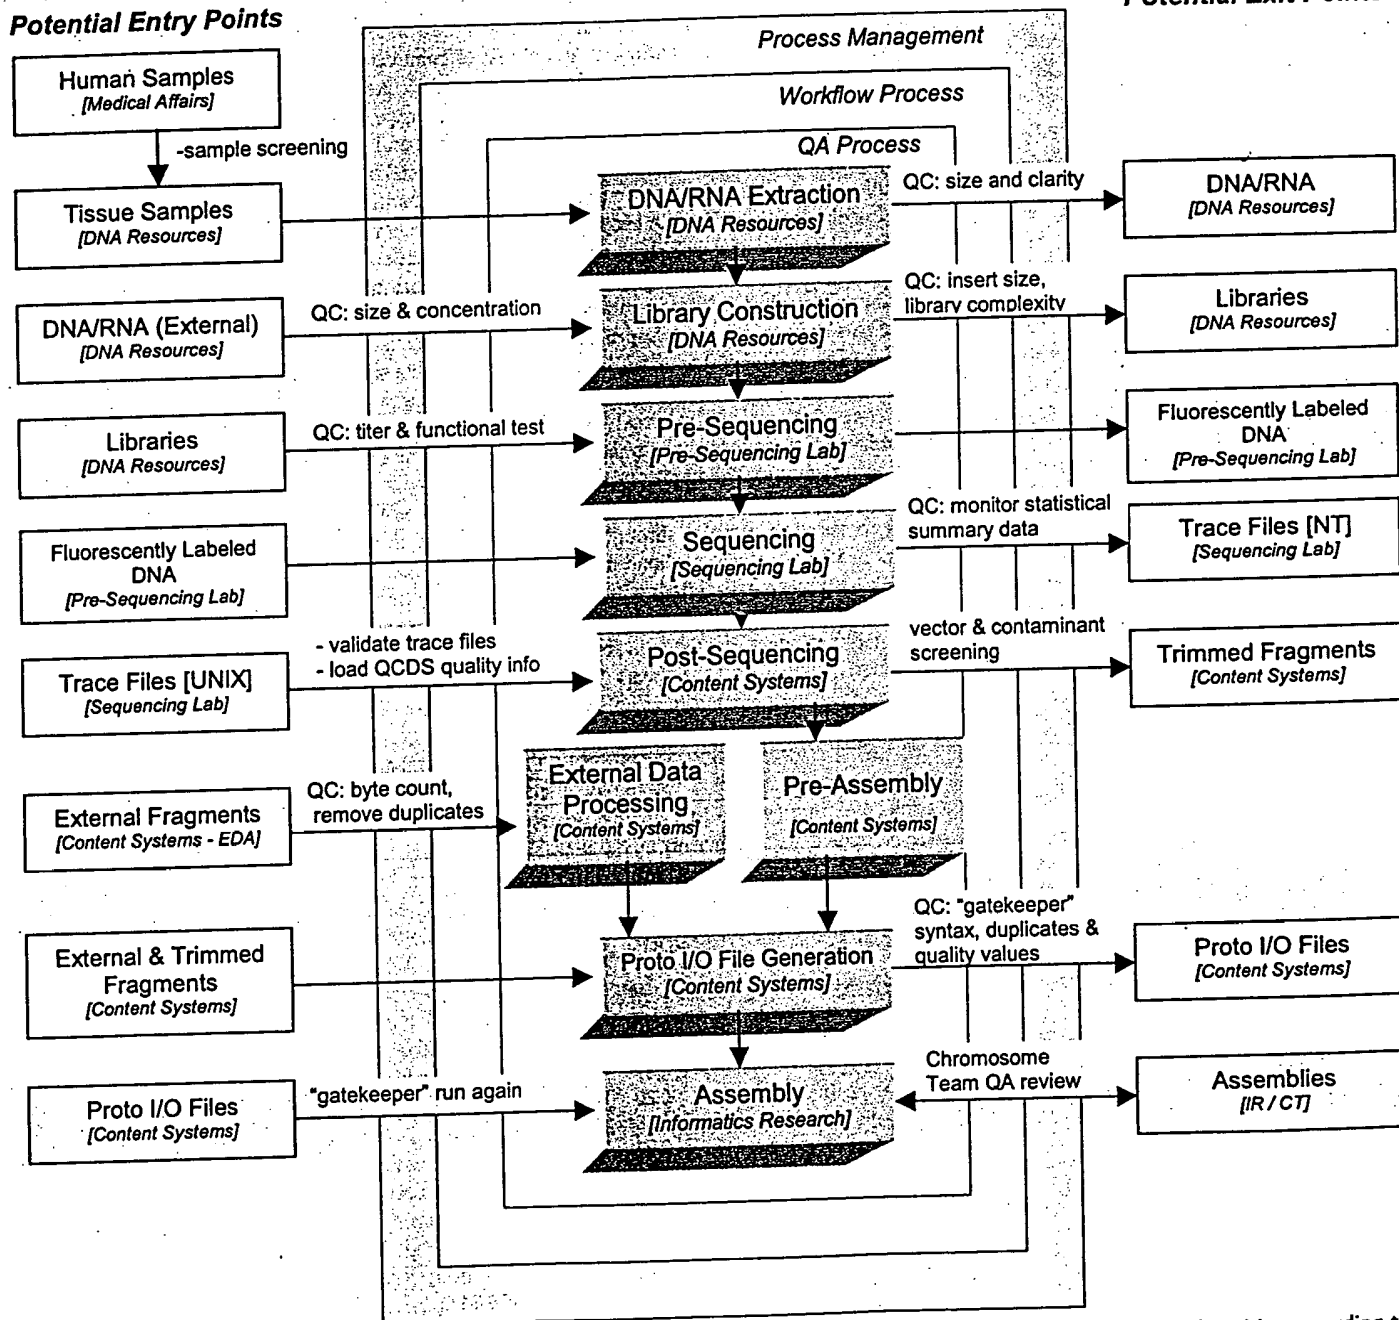 Potential Entry Points
Process Management
Human Samples
[Medical Affairs]
Workflow Process
-sample screening
QA Process
Tissue Samples
[DNA Resources]
DNA/RNA Extraction
[DNA Resources]
QC: size and clarity
DNA/RNA
[DNA Resources]
DNA/RNA (External)
[DNA Resources]
QC: size & concentration
Library Construction
[DNA Resources]
QC: insert size,
library complexity
Libraries
[DNA Resources]
Libraries
[DNA Resources]
QC: titer & functional test
Pre-Sequencing
[Pre-Sequencing Lab]
Fluorescently Labeled
DNA
[Pre-Sequencing Lab]
Fluorescently Labeled
DNA
[Pre-Sequencing Lab]
Sequencing
[Sequencing Lab]
QC: monitor statistical
summary data
Trace Files [NT]
[Sequencing Lab]
Trace Files [UNIX]
[Sequencing Lab]
- validate trace files
- load QCDS quality info
Post-Sequencing
[Content Systems]
vector & contaminant
screening
Trimmed Fragments
[Content Systems]
External Fragments
[Content Systems - EDA]
QC: byte count,
remove duplicates
External Data
Processing
[Content Systems]
Pre-Assembly
[Content Systems]
External & Trimmed
Fragments
[Content Systems]
Proto I/O File Generation
[Content Systems]
QC: "gatekeeper"
syntax, duplicates &
quality values
Proto I/O Files
[Content Systems]
Proto I/O Files
[Content Systems]
"gatekeeper" run again
Assembly
[Informatics Research]
Chromosome
Team QA review
Assemblies
[IR / CT]